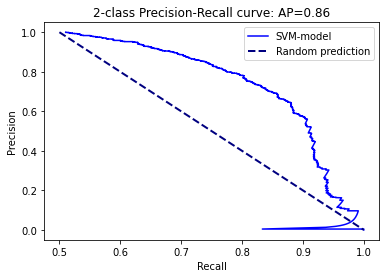 2-class Precision-Recall curve: AP=0.86
SVM-model
Random prediction
Precision
1.0
0.8
0.6
0.4
0.2
0.0
0.5
0.6
0.7
0.8
0.9
1.0
Recall